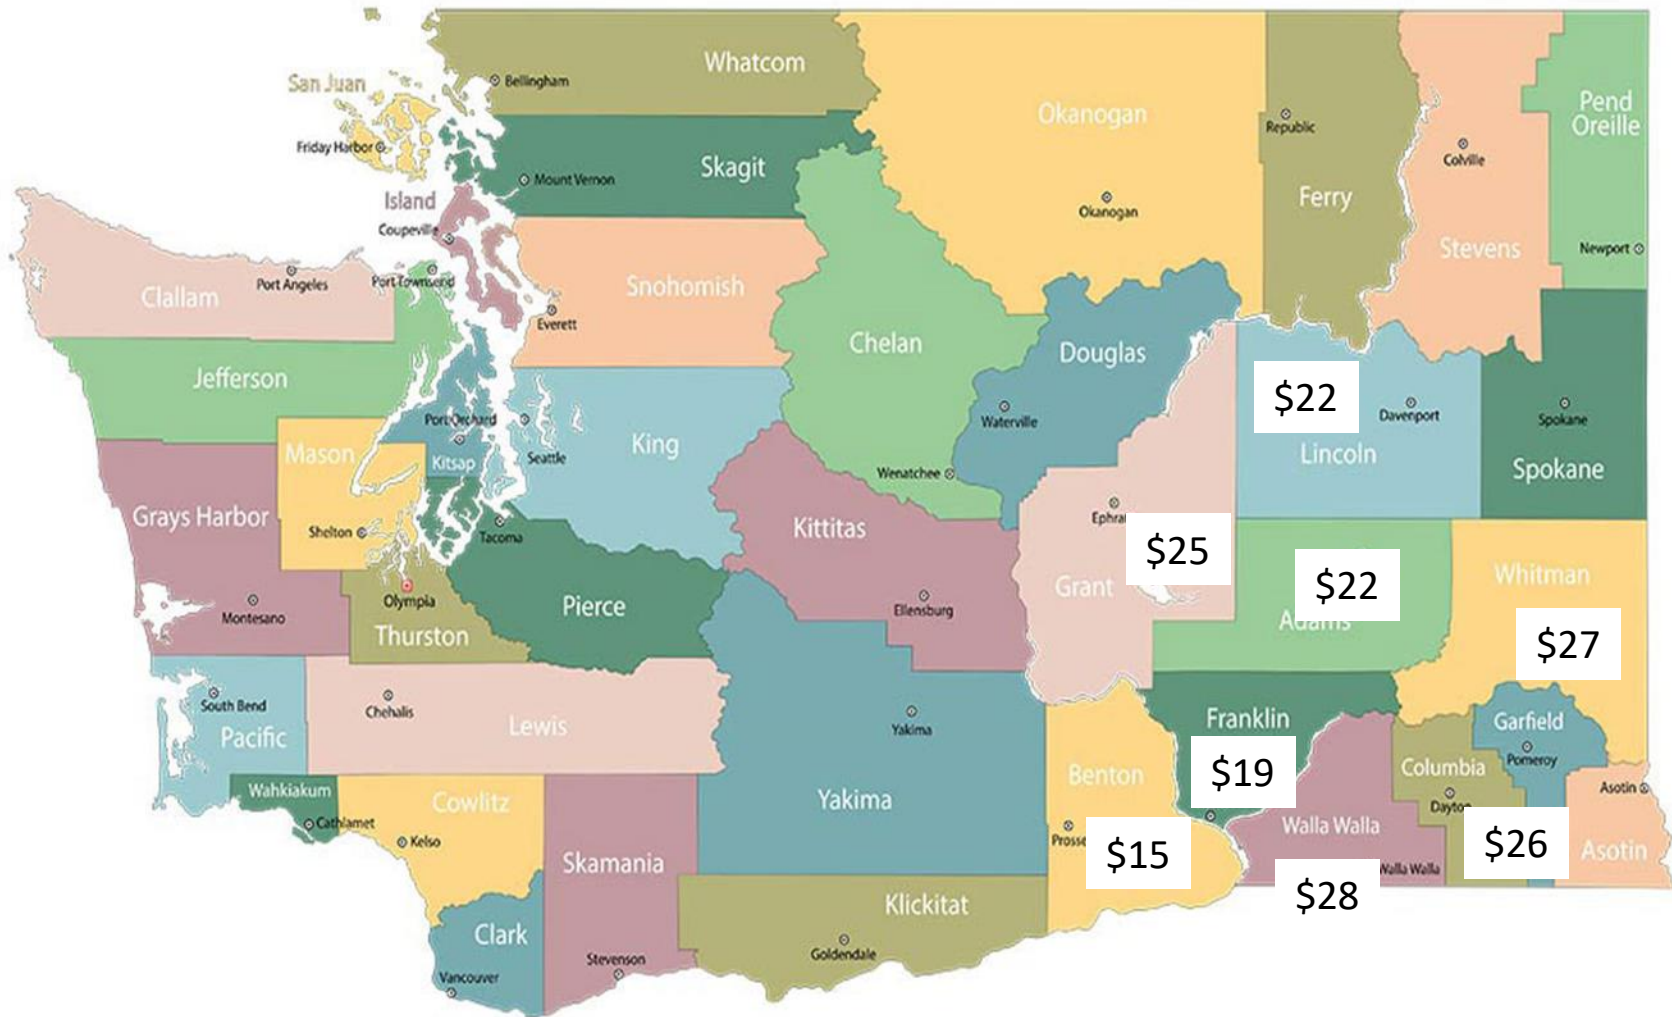 Whatcom
Bellingham
San Juan
Friday Harbor
Skagit
Mount Vernon
Island
Coupeville
Okanogan
Okanogan
Republic
Ferry
Colville
Stevens
Pend
Oreille
Newport
Clallam
Port Angeles
Port Townsend
Snohomish
Everett
Chelan
Wenatchee
Douglas
Waterville
Jefferson
Port Orchard
Kitsap
Seattle
King
Mason
Shelton
Grays Harbor
Montesano
Tacoma
Olympia
Thurston
Pierce
Kittitas
Ellensburg
Ephra
Grant
$25
$22
Davenport
Lincoln
Spokane
Spokane
$22
Adams
Whitman
$27
South Bend
Pacific
Chehalis
Lewis
Yakima
Yakima
Wahkiakum
Cathlamet
Cowlitz
Kelso
Skamania
Stevenson
Clark
Vancouver
Klickitat
Goldendale
Benton
Prosse
$15
Franklin
$19
Walla Walla
Walla Walla
$28
Columbia
Dayton
$26
Garfield
Pomeroy
Asotin
Asotin